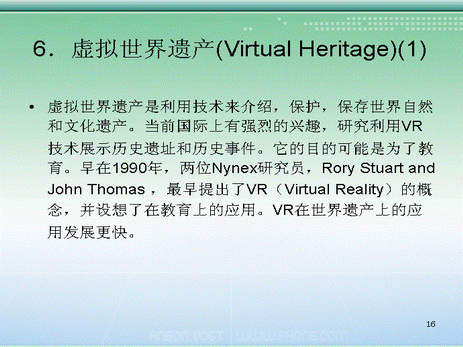 6．虚拟世界遗产(Virtual Heritage)(1)
• 虚拟世界遗产是利用技术来介绍，保护，保存世界自然
和文化遗产。当前国际上有强烈的兴趣，研究利用VR
技术展示历史遗址和历史事件。它的目的可能是为了教
育。早在1990年，两位Nynex研究员，Rory Stuart and
John Thomas ，最早提出了VR（Virtual Reality）的概
念，并设想了在教育上的应用。VR在世界遗产上的应
用发展更快。
16